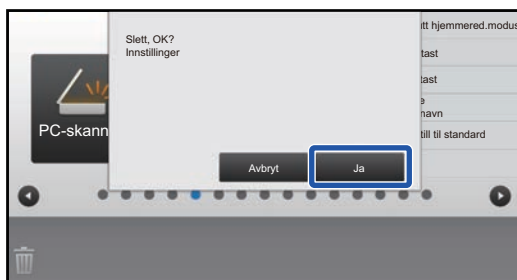 Slett, OK?
Innstillinger
PC-skann
Avbryt
Ja
tt hjemmered.modus
tast
tast
e
navn
till til standard